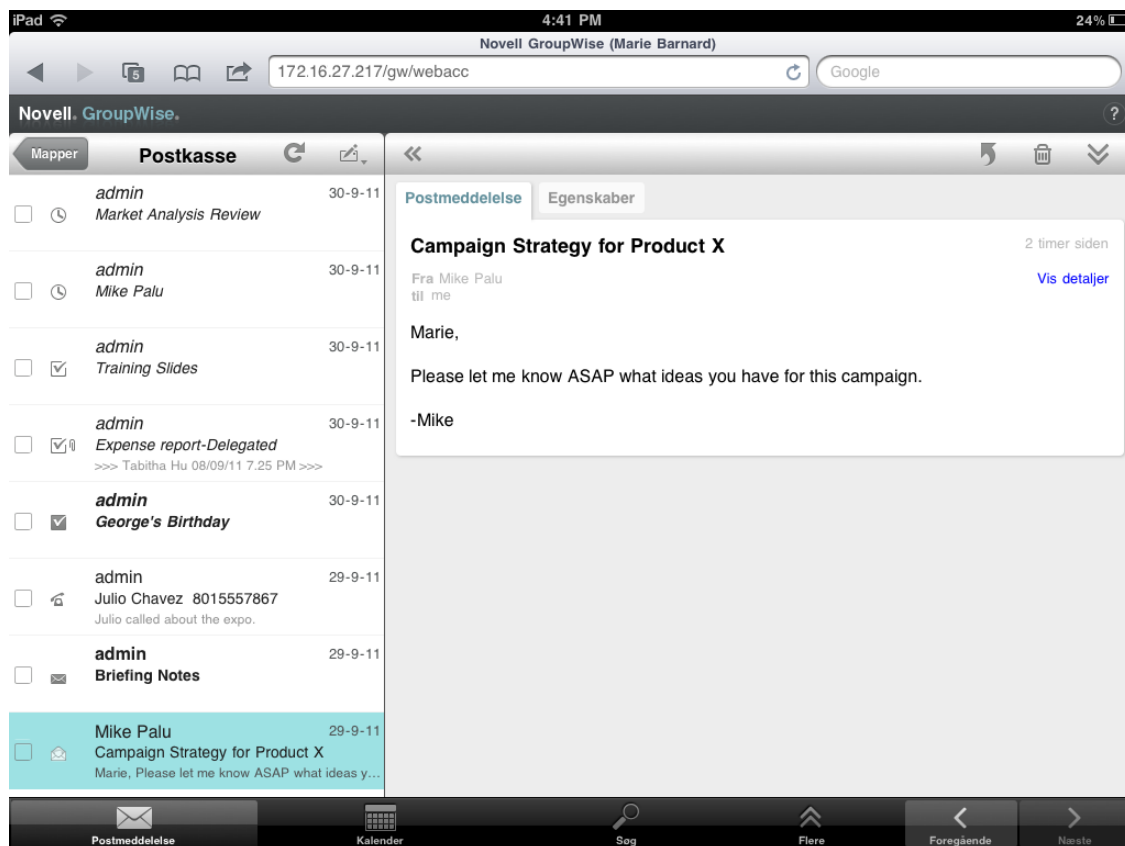 iPad 4:41 PM 24%
Novell GroupWise (Marie Barnard)
5 172.16.27.217/gw/webacc Google
Novell. GroupWise. ?
Mapper Postkasse
admin 30-9-11
Market Analysis Review
admin 30-9-11
Mike Palu
admin 30-9-11
Training Slides
admin 30-9-11
Expense report-Delegated
>>> Tabitha Hu 08/09/11 7.25 PM >>>
admin 30-9-11
George's Birthday
admin 29-9-11
Julio Chavez 8015557867
Julio called about the expo.
admin 29-9-11
Briefing Notes
Mike Palu 29-9-11
Campaign Strategy for Product X
Marie, Please let me know ASAP what ideas y...
Postmeddelelse Egenskaber
Campaign Strategy for Product X 2 timer siden
Fra Mike Palu Vis detaljer
til me
Marie,
Please let me know ASAP what ideas you have for this campaign.
-Mike
Postmeddelelse Kalender Søg Flere Foregående Næste